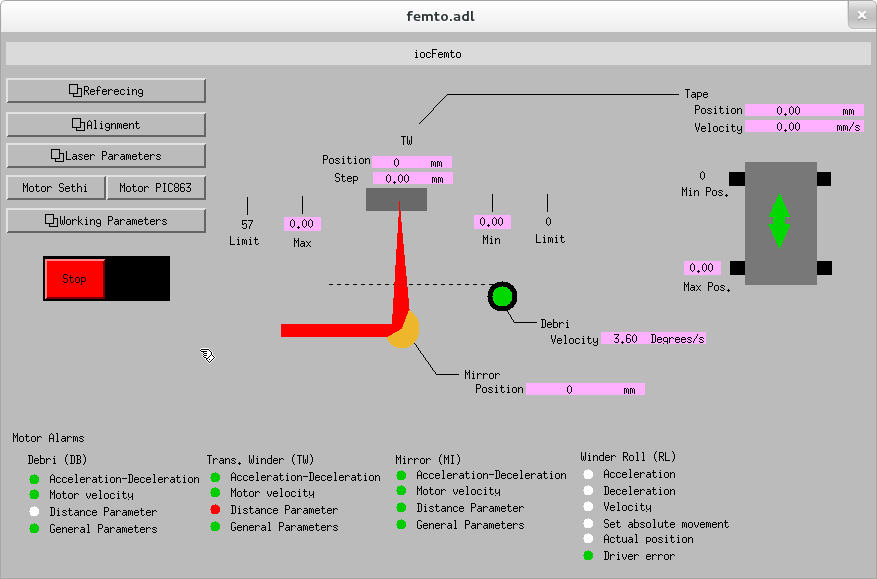 femto.adl
iocFemto
Referecing
Alignment
Laser Parameters
Motor Sethi
Motor PIC863
Working Parameters
Stop
TW
Position 0 mm
Step 0.00 mm
57
Limit
0.00
Max
0.00
Min
0
Limit
Tape
Position 0.00 mm
Velocity 0.00 mm/s
0
Min Pos.
0.00
Max Pos.
Debri
Velocity 3.60 Degrees/s
Mirror
Position 0 mm
Motor Alarms
Debri (DB)
Acceleration-Deceleration
Motor velocity
Distance Parameter
General Parameters
Trans. Winder (TW)
Acceleration-Deceleration
Motor velocity
Distance Parameter
General Parameters
Mirror (MI)
Acceleration-Deceleration
Motor velocity
Distance Parameter
General Parameters
Winder Roll (RL)
Acceleration
Deceleration
Velocity
Set absolute movement
Actual position
Driver error